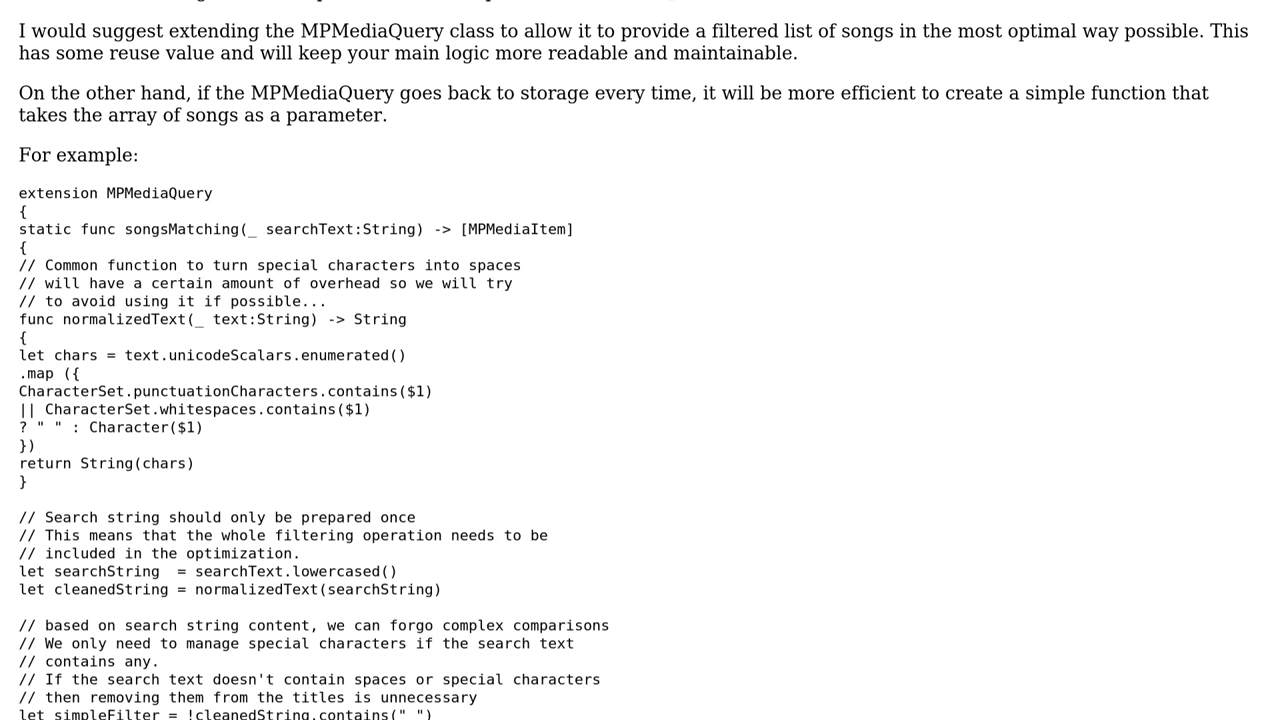 I would suggest extending the MPMediaQuery class to allow it to provide a filtered list of songs in the most optimal way possible. This
has some reuse value and will keep your main logic more readable and maintainable.
On the other hand, if the MPMediaQuery goes back to storage every time, it will be more efficient to create a simple function that
takes the array of songs as a parameter.
For example:
extension MPMediaQuery
{
static func songsMatching(_ searchText:String) -> [MPMediaItem]
{
// Common function to turn special characters into spaces
// will have a certain amount of overhead so we will try
// to avoid using it if possible...
func normalizedText(_ text:String) -> String
{
let chars = text.unicodeScalars.enumerated()
.map ({
CharacterSet.punctuationCharacters.contains($1)
|| CharacterSet.whitespaces.contains($1)
? " " : Character($1)
})
return String(chars)
}
// Search string should only be prepared once
// This means that the whole filtering operation needs to be
// included in the optimization.
let searchString  = searchText.lowercased()
let cleanedString = normalizedText(searchString)
// based on search string content, we can forgo complex comparisons
// We only need to manage special characters if the search text
// contains any.
// If the search text doesn't contain spaces or special characters
// then removing them from the titles is unnecessary
let simpleFilter = !cleanedString.contains(" ")